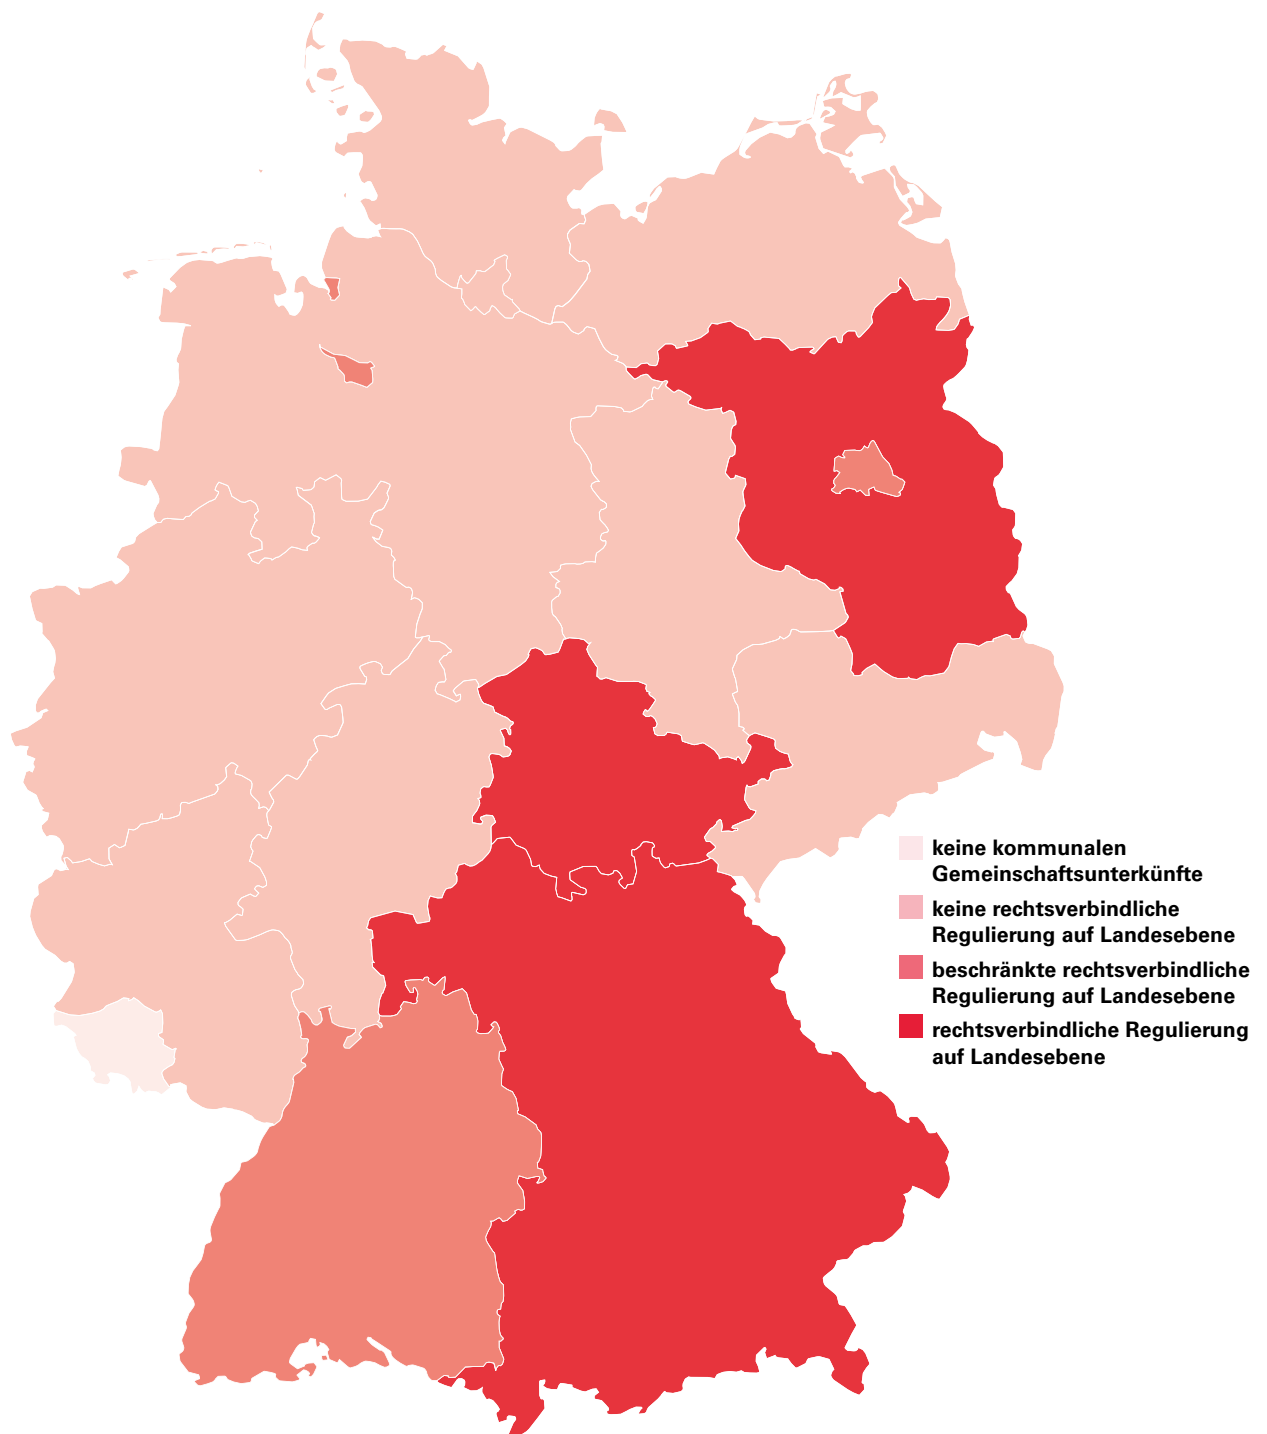 keine kommunalen
Gemeinschaftsunterkünfte
keine rechtsverbindliche
Regulierung auf Landesebene
beschränkte rechtsverbindliche
Regulierung auf Landesebene
rechtsverbindliche Regulierung
auf Landesebene